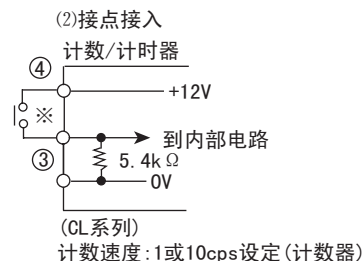 (2)接点接入
计数/计时器
④
+12V
※
到内部电路
③
5.4kΩ
0V
(CL系列)
计数速度:1或10cps设定(计数器)